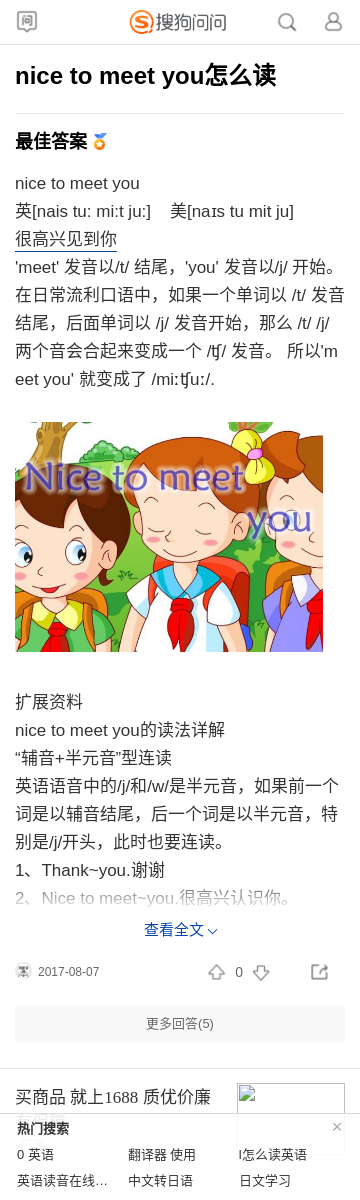 问
搜狗问问
nice to meet you怎么读
最佳答案
nice to meet you
英[nais tu: mi:t ju:]    美[naɪs tu mit ju]
很高兴见到你
'meet' 发音以/t/ 结尾，'you' 发音以/j/ 开始。
在日常流利口语中，如果一个单词以 /t/ 发音
结尾，后面单词以 /j/ 发音开始，那么 /t/ /j/
两个音会合起来变成一个 /ʧ/ 发音。 所以'm
eet you' 就变成了 /miːʧuː/.
Nice to meet
you
扩展资料
nice to meet you的读法详解
“辅音+半元音”型连读
英语语音中的/j/和/w/是半元音，如果前一个
词是以辅音结尾，后一个词是以半元音，特
别是/j/开头，此时也要连读。
1、Thank~you.谢谢
2、Nice to meet~you.很高兴认识你。
查看全文
2017-08-07
0
更多回答(5)
买商品 就上1688 质优价廉
热门搜索
0 英语
翻译器 使用
l怎么读英语
英语读音在线…
中文转日语
日文学习